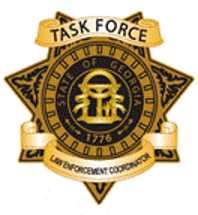 TASK FORCE
STATE OF GEORGIA
1776
LAW ENFORCEMENT COORDINATOR